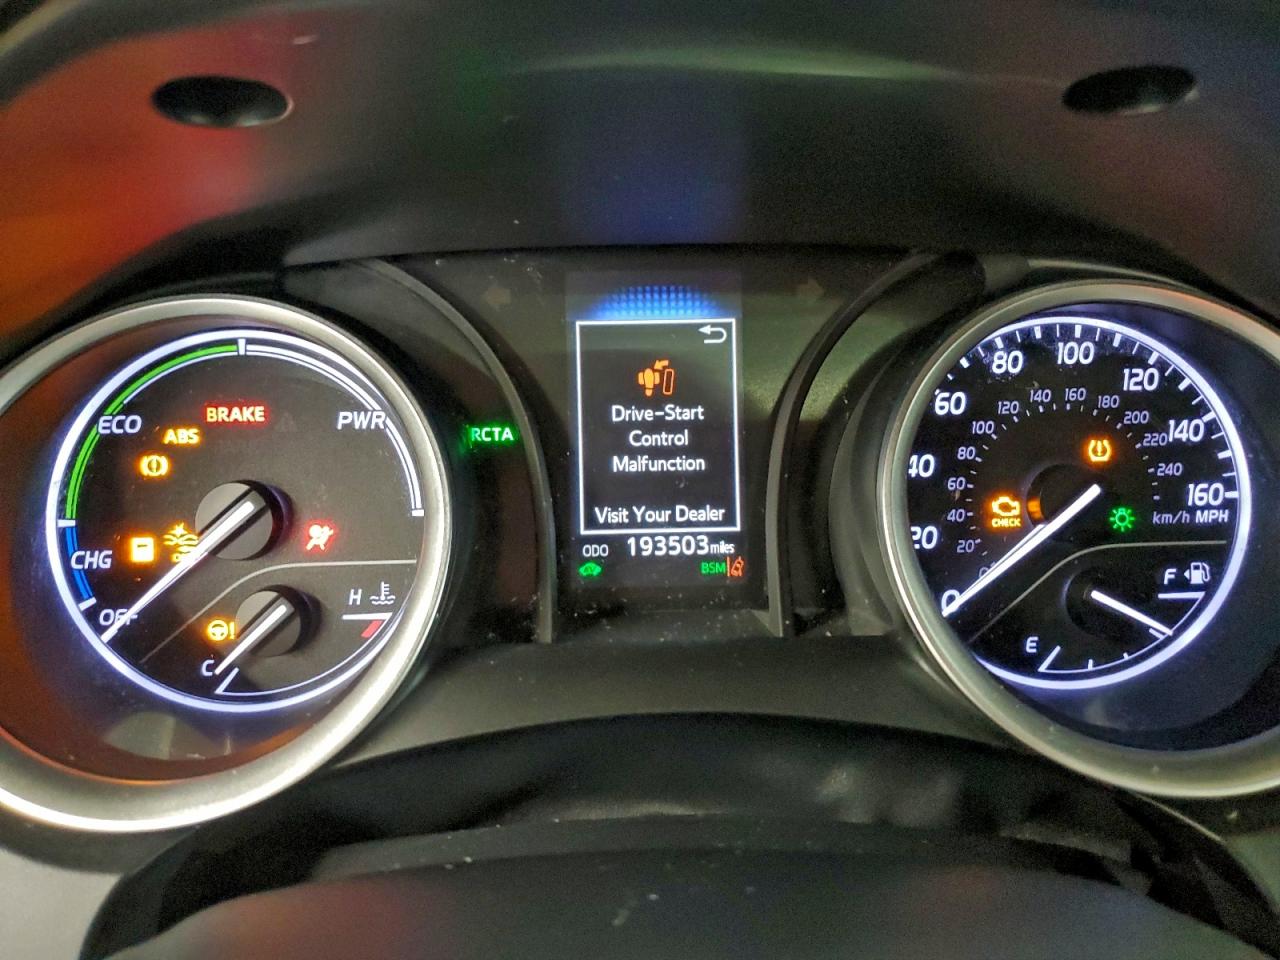 ECO
BRAKE
PWR
ABS
CHG
OFF
H
C
RCTA
Drive-Start
Control
Malfunction
Visit Your Dealer
ODO 193503 miles
BSM
0
20
40
60
80
100
120
140
160
20
40
60
80
100
120
140
160
180
200
220
240
km/h MPH
CHECK
F
E